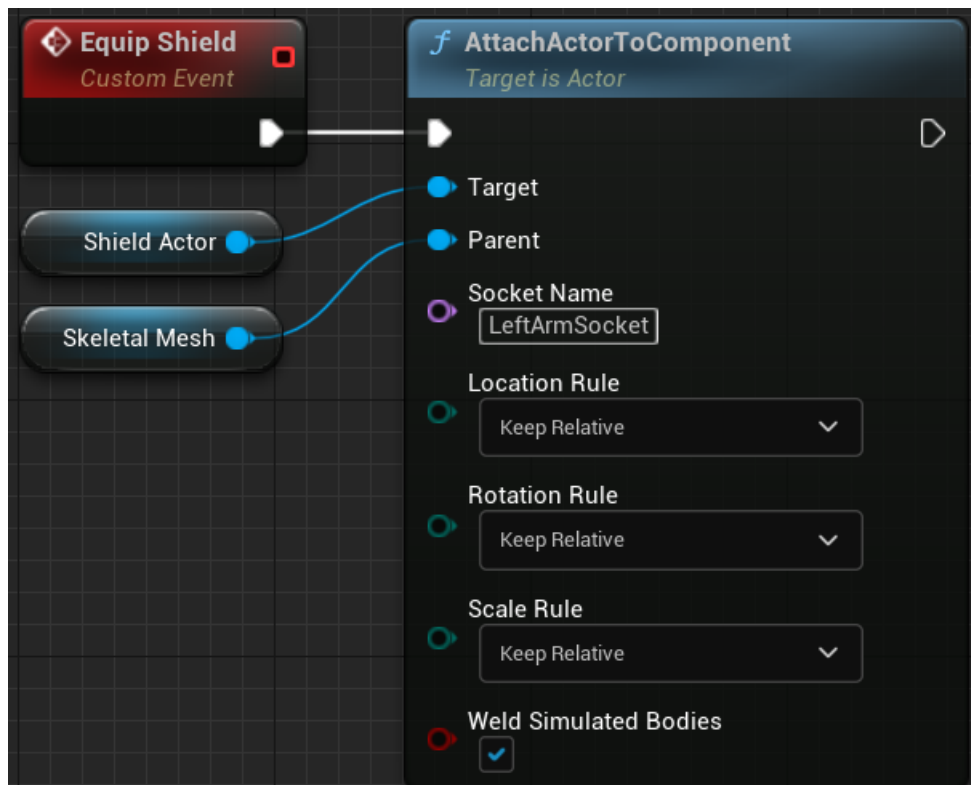 Equip Shield
Custom Event
AttachActorToComponent
Target is Actor
Shield Actor
Skeletal Mesh
Target
Parent
Socket Name
LeftArmSocket
Location Rule
Keep Relative
Rotation Rule
Keep Relative
Scale Rule
Keep Relative
Weld Simulated Bodies